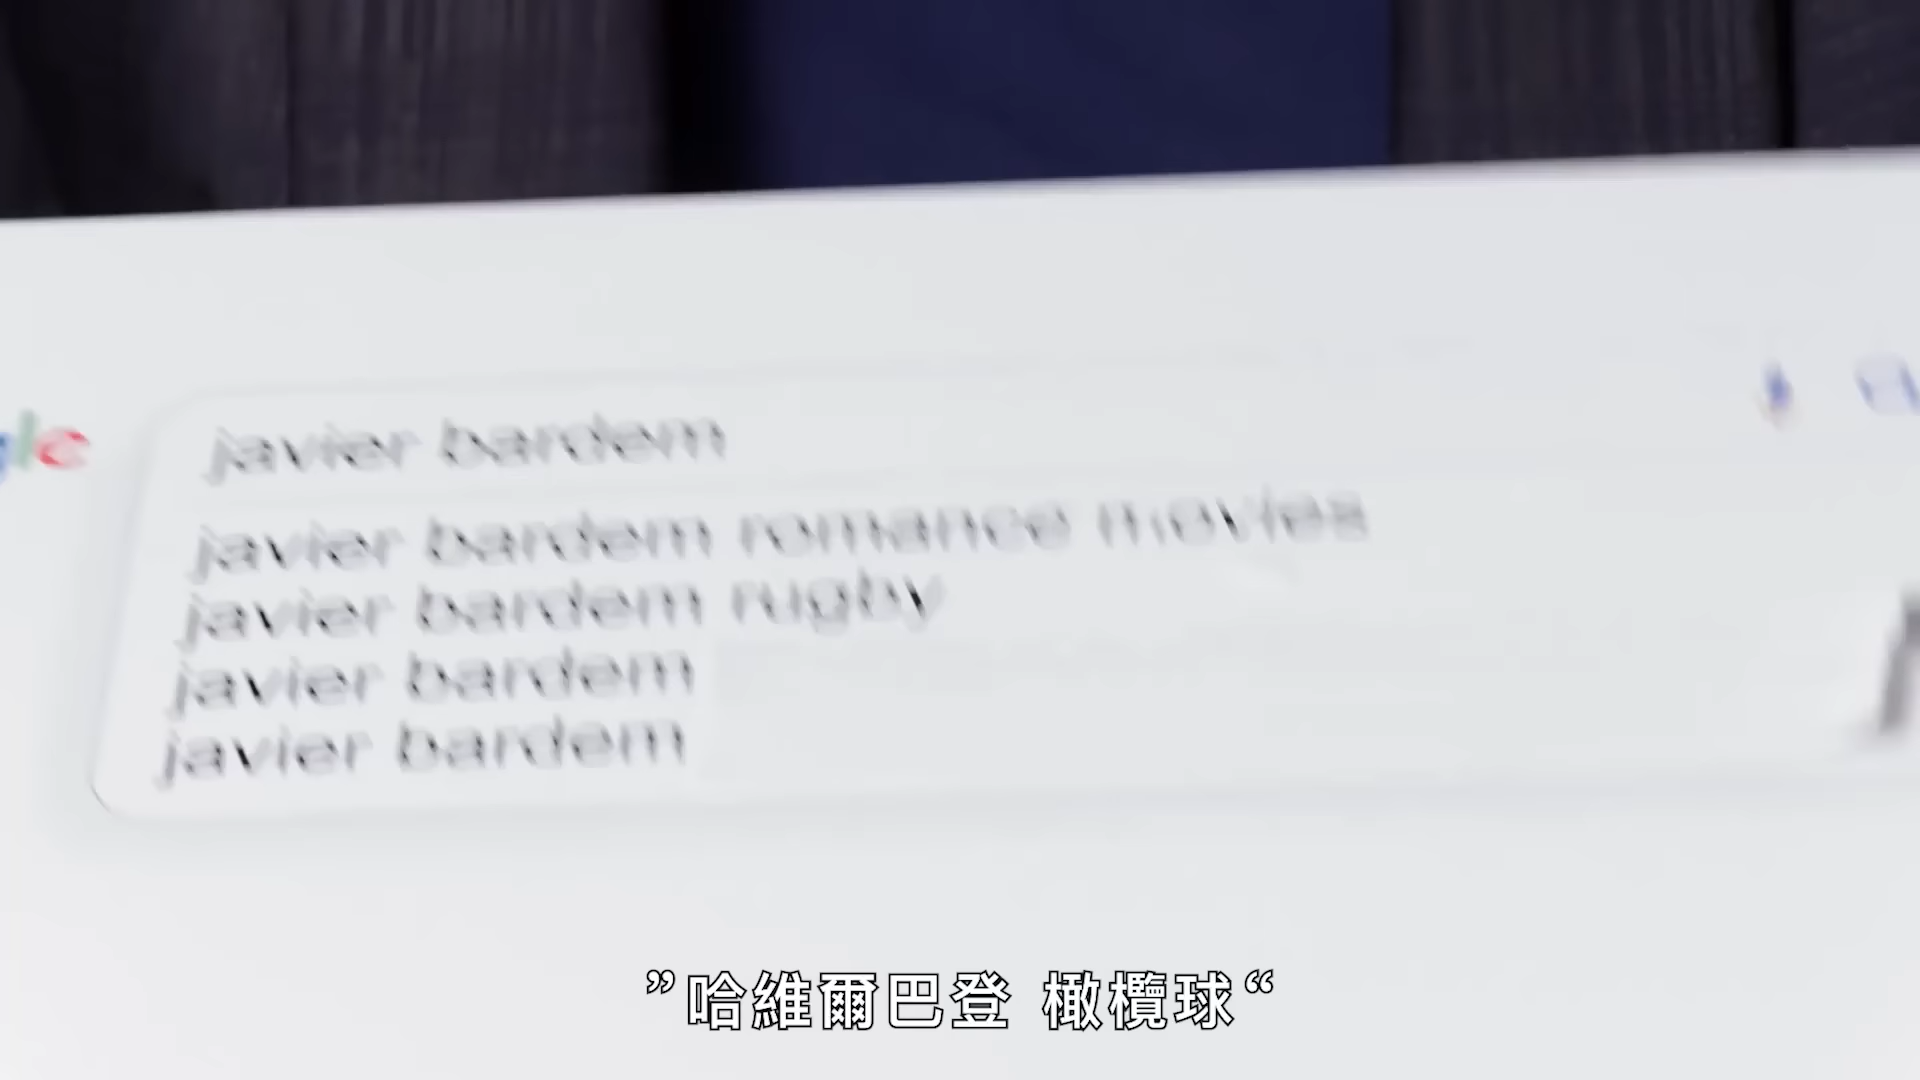 gle
javier bardem
javier bardem romance movies
javier bardem rugby
javier bardem
javier bardem
”哈維爾巴登 橄欖球“